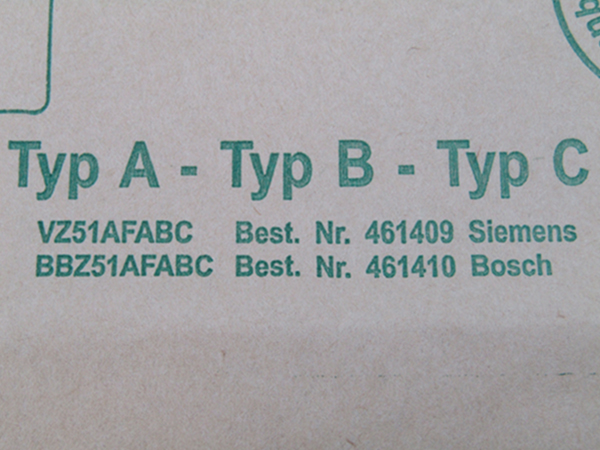 Typ A - Typ B - Typ C
VZ51AFABC Best. Nr. 461409 Siemens
BBZ51AFABC Best. Nr. 461410 Bosch